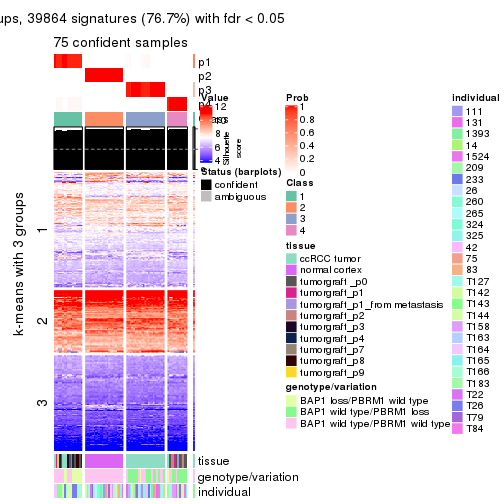 ups, 39864 signatures (76.7%) with fdr < 0.05
75 confident samples
p1
p2
p3
p4
k-means with 3 groups
1
2
3
tissue
genotype/variation
individual
Value
12
6
4
Silhouette
score
Status (barplots)
confident
ambiguous
Prob
1
0.8
0.6
0.4
0.2
0
Class
1
2
3
4
tissue
ccRCC tumor
normal cortex
tumorgraft _p0
tumorgraft_p1
tumorgraft_p1_from metastasis
tumorgraft_p2
tumorgraft_p3
tumorgraft_p4
tumorgraft_p7
tumorgraft_p8
tumorgraft_p9
genotype/variation
BAP1 loss/PBRM1 wild type
BAP1 wild type/PBRM1 loss
BAP1 wild type/PBRM1 wild type
individual
111
131
1393
14
1524
209
233
26
260
265
324
325
42
75
83
T127
T142
T143
T144
T158
T163
T164
T165
T166
T183
T22
T26
T79
T84